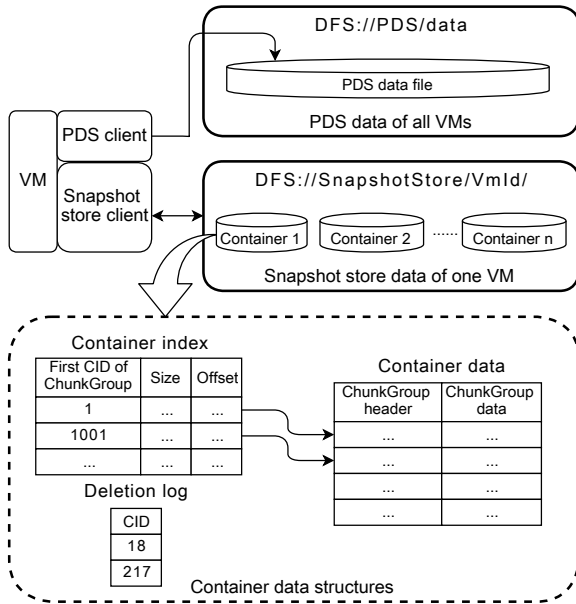 DFS://PDS/data
PDS data file
PDS data of all VMs
VM
PDS client
Snapshot
store client
DFS://SnapshotStore/VmId/
Container 1
Container 2
......
Container n
Snapshot store data of one VM
Container index
First CID of
ChunkGroup
Size
Offset
1
...
...
1001
...
...
...
...
...
Container data
ChunkGroup
header
ChunkGroup
data
...
...
...
...
...
...
...
...
Deletion log
CID
18
217
Container data structures